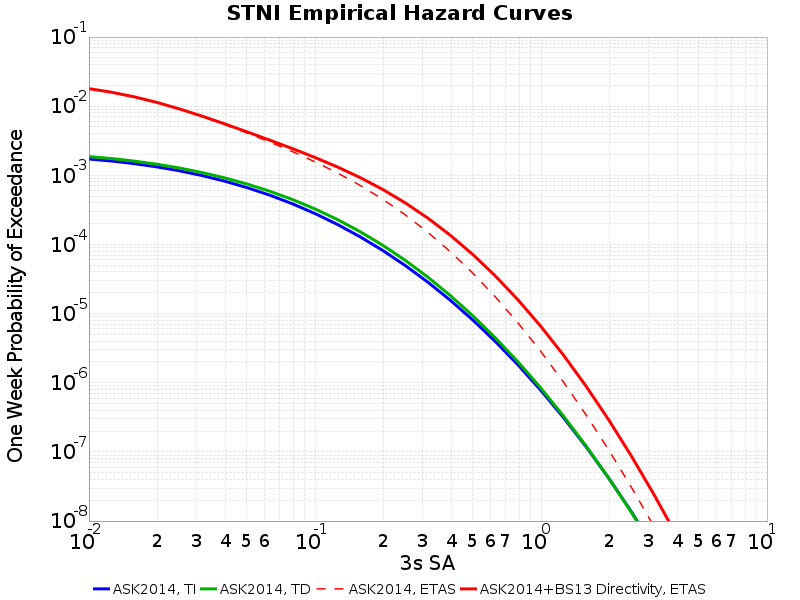 STNI Empirical Hazard Curves
One Week Probability of Exceedance
10-1
10-2
10-3
10-4
10-5
10-6
10-7
10-8
10-2 2 3 4 5 6 10-1 2 3 4 5 6 7 100 2 3 4 5 6 7 101
3s SA
ASK2014, TI ASK2014, TD ASK2014, ETAS ASK2014+BS13 Directivity, ETAS